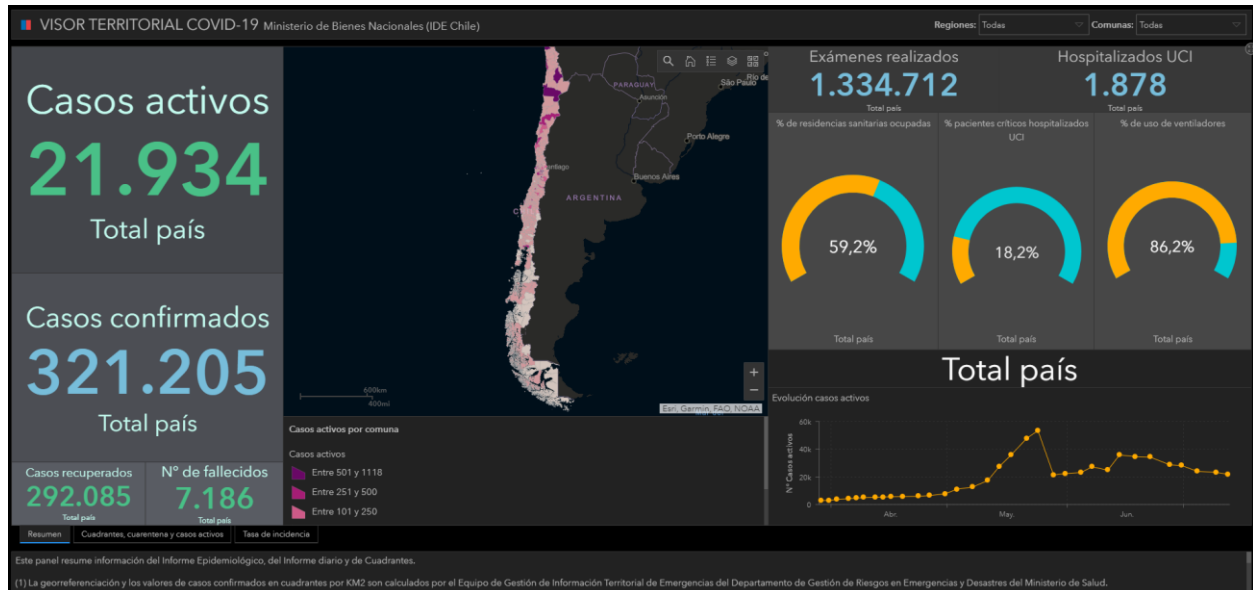 VISOR TERRITORIAL COVID-19 Ministerio de Bienes Nacionales (IDE Chile)
Regiones: Todas
Comunas: Todas
Casos activos
21.934
Total país
Casos confirmados
321.205
Total país
Casos recuperados
292.085
Total país
N° de fallecidos
7.186
Total país
PARAGUAY
Asunción
São Paulo
Río de
Porto Alegre
Santiago
Buenos Aires
ARGENTINA
600km
400mi
Esri, Garmin, FAO, NOAA
Casos activos por comuna
Casos activos
Entre 501 y 1118
Entre 251 y 500
Entre 101 y 250
Exámenes realizados
1.334.712
Total país
Hospitalizados UCI
1.878
Total país
% de residencias sanitarias ocupadas
59,2%
Total país
% pacientes críticos hospitalizados
UCI
18,2%
Total país
% de uso de ventiladores
86,2%
Total país
Total país
Evolución casos activos
N° Casos activos
60k
40k
20k
0
Abr.
May.
Jun.
Resumen
Cuadrantes, cuarentena y casos activos
Tasa de incidencia
Este panel resume información del Informe Epidemiológico, del Informe diario y de Cuadrantes.
(1) La georreferenciación y los valores de casos confirmados en cuadrantes por KM2 son calculados por el Equipo de Gestión de Información Territorial de Emergencias del Departamento de Gestión de Riesgos en Emergencias y Desastres del Ministerio de Salud.